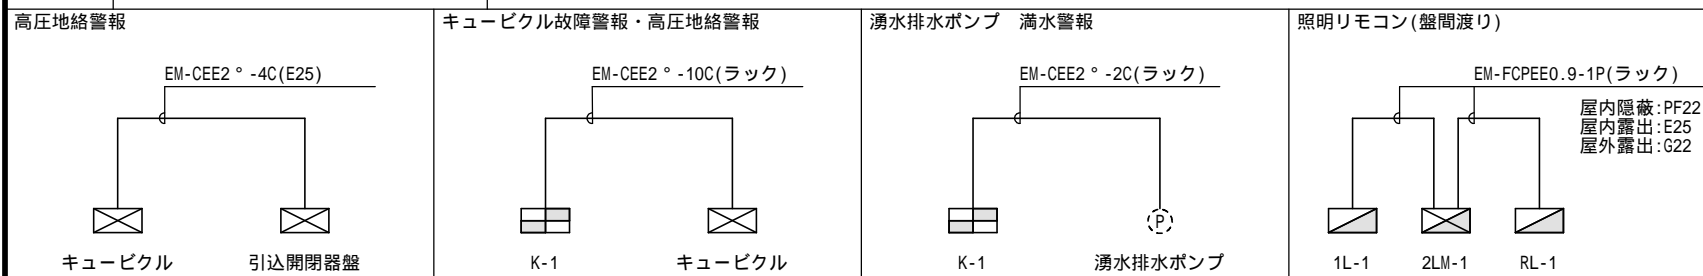 高圧地絡警報
EM-CEE2°-4C(E25)
キュービクル
引込開閉器盤
キュービクル故障警報・高圧地絡警報
EM-CEE2°-10C(ラック)
K-1
キュービクル
湧水排水ポンプ 満水警報
EM-CEE2°-2C(ラック)
P
K-1
湧水排水ポンプ
照明リモコン(盤間渡り)
EM-FCPEE0.9-1P(ラック)
屋内隠蔽:PF22
屋内露出:E25
屋外露出:G22
1L-1
2LM-1
RL-1